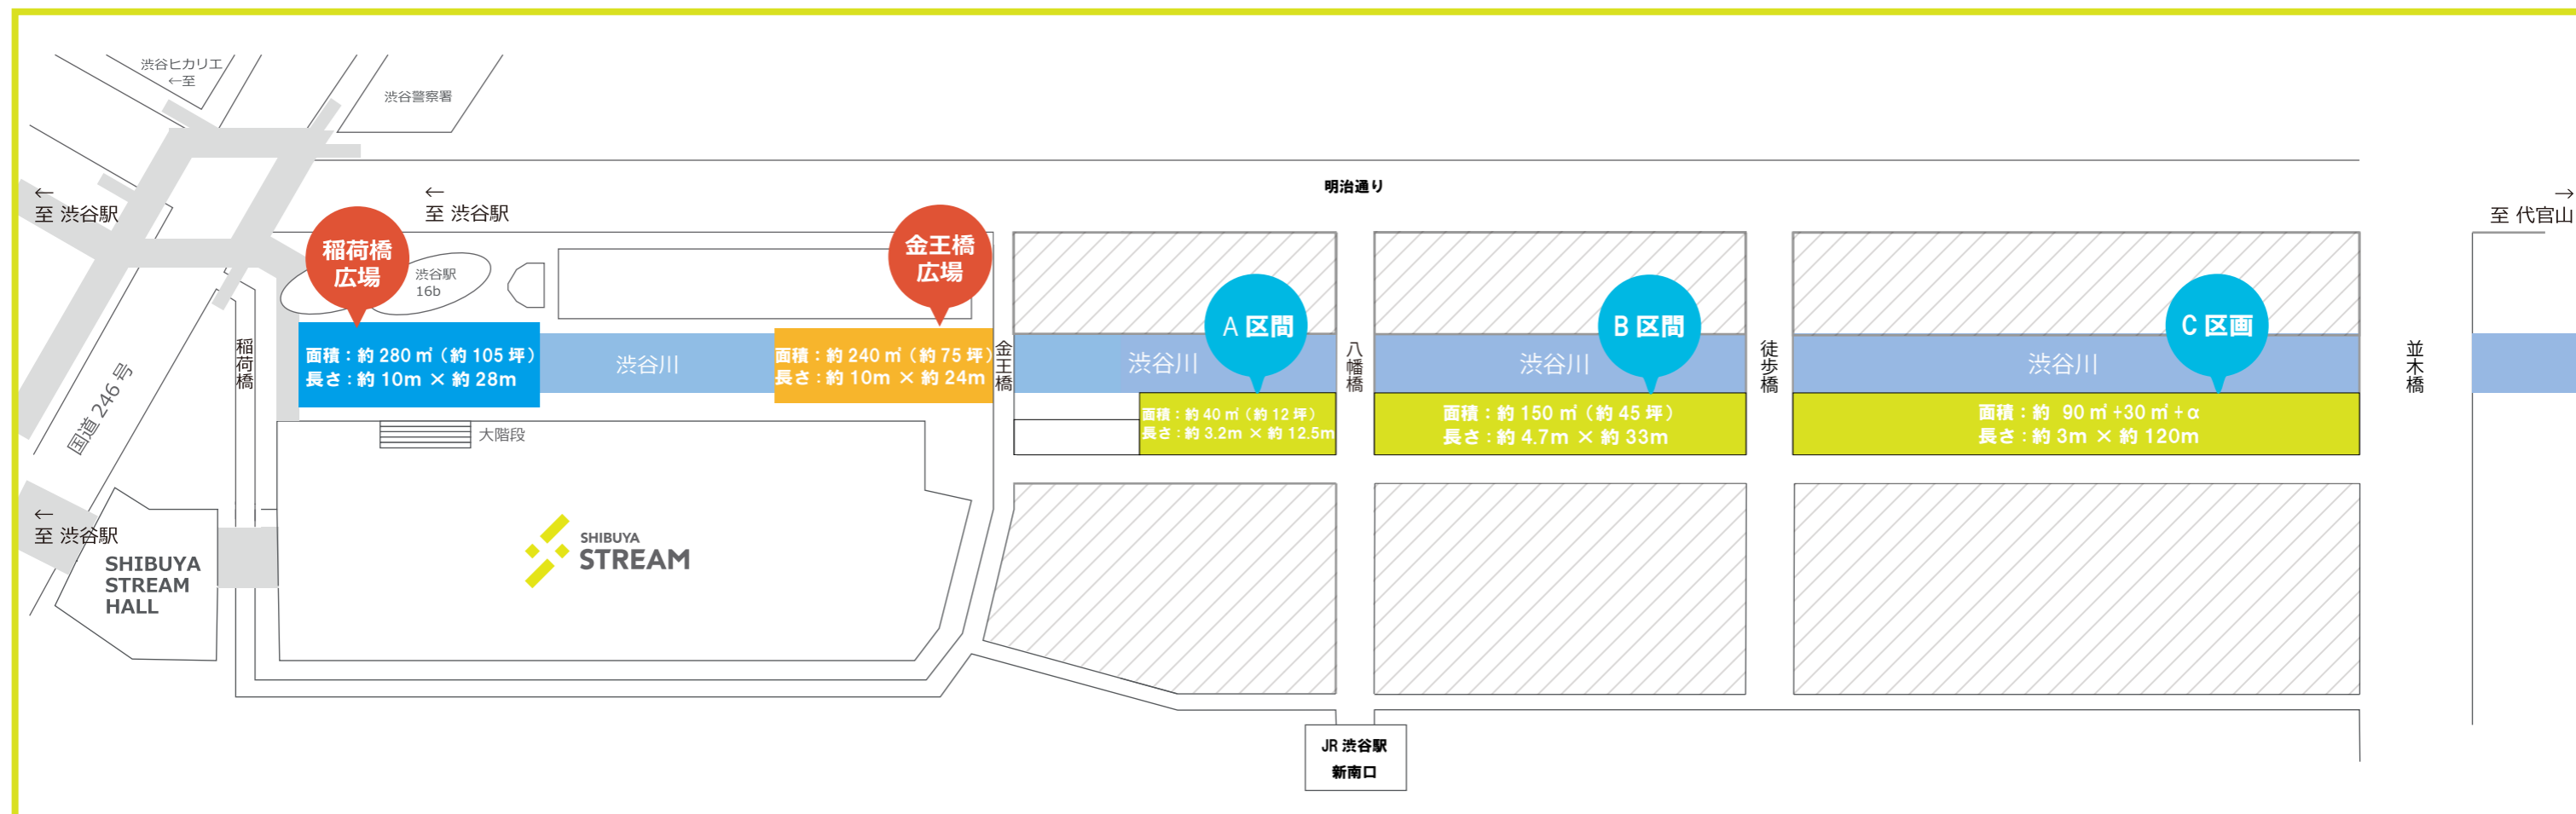 渋谷ヒカリエ
←至
渋谷警察署
←
至 渋谷駅
←
至 渋谷駅
明治通り
→
至 代官山
稲荷橋
広場
渋谷駅
16b
金王橋
広場
A 区間
B 区間
C 区画
稲荷橋
面積：約 280 ㎡（約 105 坪）
長さ：約 10m × 約 28m
渋谷川
面積：約 240 ㎡（約 75 坪）
長さ：約 10m × 約 24m
金王橋
渋谷川
八幡橋
渋谷川
徒歩橋
渋谷川
並木橋
国道 246 号
大階段
面積：約 40 ㎡（約 12 坪）
長さ：約 3.2m × 約 12.5m
面積：約 150 ㎡（約 45 坪）
長さ：約 4.7m × 約 33m
面積：約 90 ㎡+30 ㎡+α
長さ：約 3m × 約 120m
←
至 渋谷駅
SHIBUYA
STREAM
HALL
SHIBUYA
STREAM
JR 渋谷駅
新南口